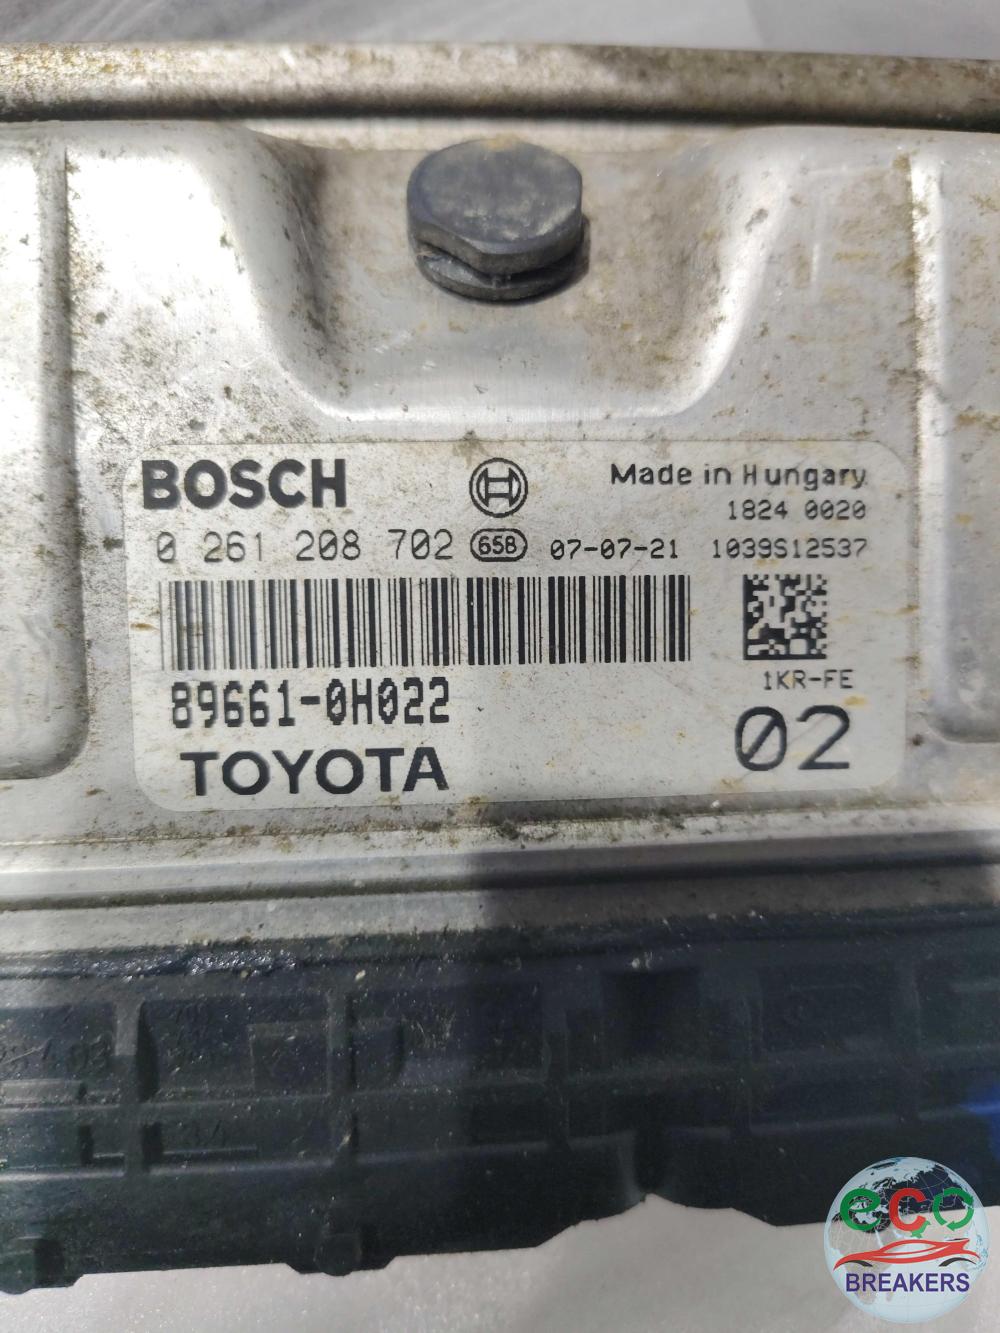 BOSCH
Made in Hungary
1824 0020
0 261 208 702 658 07-07-21 1039S12537
1KR-FE
89661-0H022
02
TOYOTA
34
eco
BREAKERS